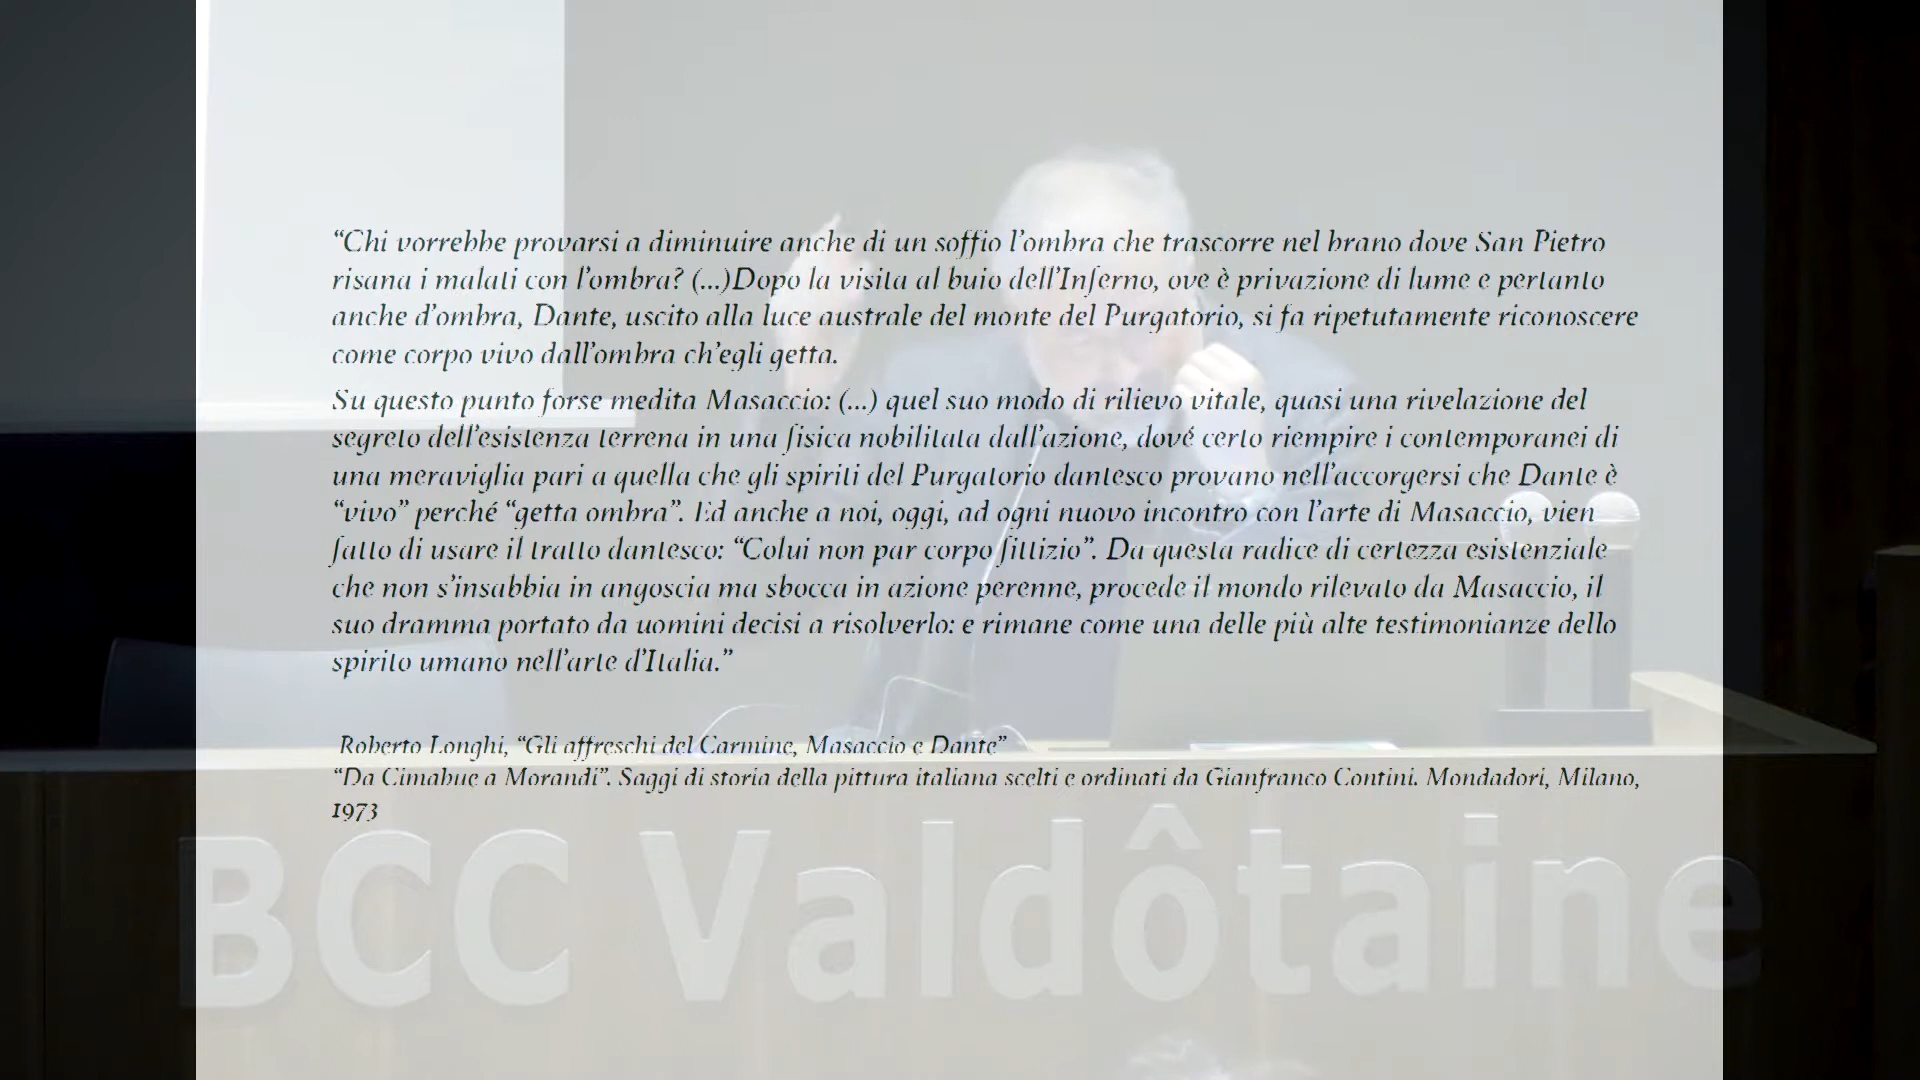 “Chi vorrebbe provarsi a diminuire anche di un soffio l’ombra che trascorre nel brano dove San Pietro
risana i malati con l’ombra? (...)Dopo la visita al buio dell’Inferno, ove è privazione di lume e pertanto
anche d’ombra, Dante, uscito alla luce australe del monte del Purgatorio, si fa ripetutamente riconoscere
come corpo vivo dall’ombra ch’egli getta.
Su questo punto forse medita Masaccio: (...) quel suo modo di rilievo vitale, quasi una rivelazione del
segreto dell’esistenza terrena in una fisica nobilitata dall’azione, dové certo riempire i contemporanei di
una meraviglia pari a quella che gli spiriti del Purgatorio dantesco provano nell’accorgersi che Dante è
“vivo” perché “getta ombra”. Ed anche a noi, oggi, ad ogni nuovo incontro con l’arte di Masaccio, vien
fatto di usare il tratto dantesco: “Colui non par corpo fittizio”. Da questa radice di certezza esistenziale
che non s’insabbia in angoscia ma sbocca in azione perenne, procede il mondo rilevato da Masaccio, il
suo dramma portato da uomini decisi a risolverlo: e rimane come una delle più alte testimonianze dello
spirito umano nell’arte d’Italia.”
Roberto Longhi, “Gli affreschi del Carmine, Masaccio e Dante”
“Da Cimabue a Morandi”. Saggi di storia della pittura italiana scelti e ordinati da Gianfranco Contini. Mondadori, Milano,
1973
BCC Valdôtaine